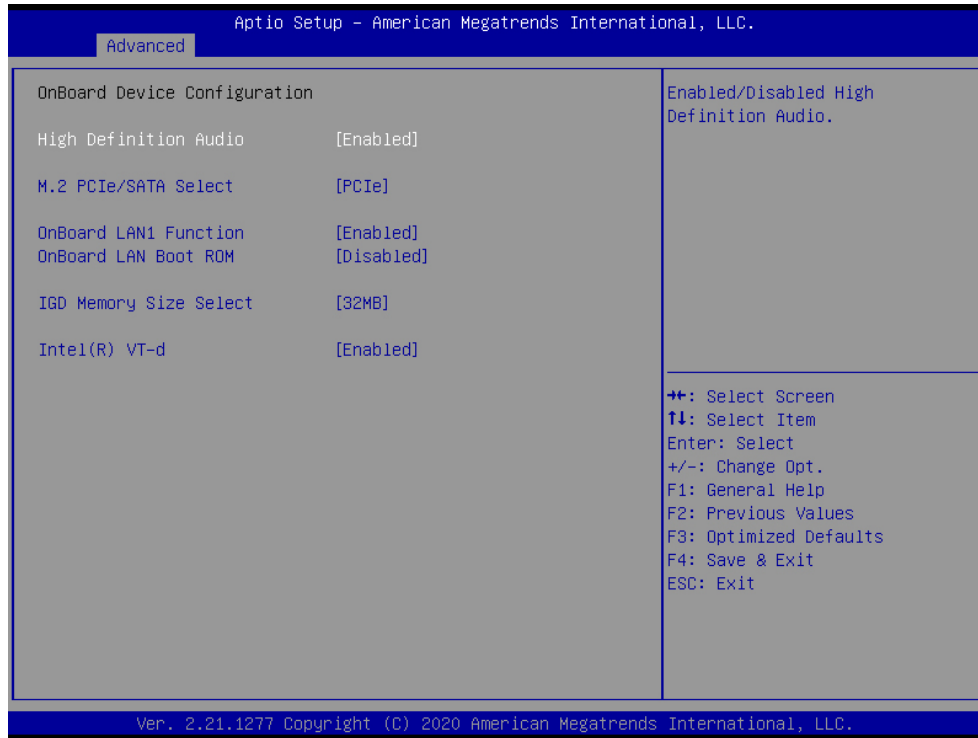 Aptio Setup – American Megatrends International, LLC.
Advanced
OnBoard Device Configuration
High Definition Audio [Enabled]
M.2 PCIe/SATA Select [PCIe]
OnBoard LAN1 Function [Enabled]
OnBoard LAN Boot ROM [Disabled]
IGD Memory Size Select [32MB]
Intel(R) VT-d [Enabled]
Enabled/Disabled High
Definition Audio.
→←: Select Screen
↑↓: Select Item
Enter: Select
+/-: Change Opt.
F1: General Help
F2: Previous Values
F3: Optimized Defaults
F4: Save & Exit
ESC: Exit
Ver. 2.21.1277 Copyright (C) 2020 American Megatrends International, LLC.